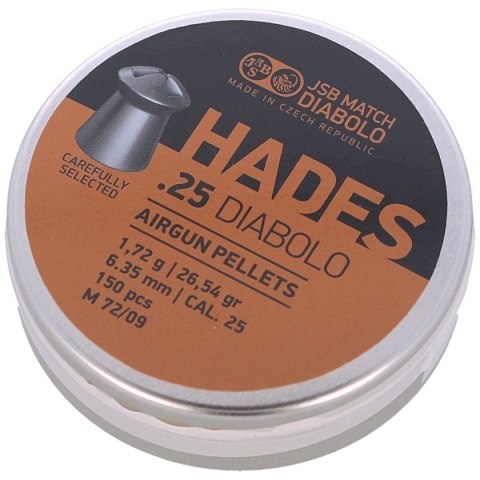 JSB
JSB MATCH
DIABOLO
MADE IN CZECH REPUBLIC
HADES
CAREFULLY
SELECTED
.25 DIABOLO
AIRGUN PELLETS
1,72 g | 26,54 gr
6.35 mm | CAL. 25
150 pcs
M 72/09